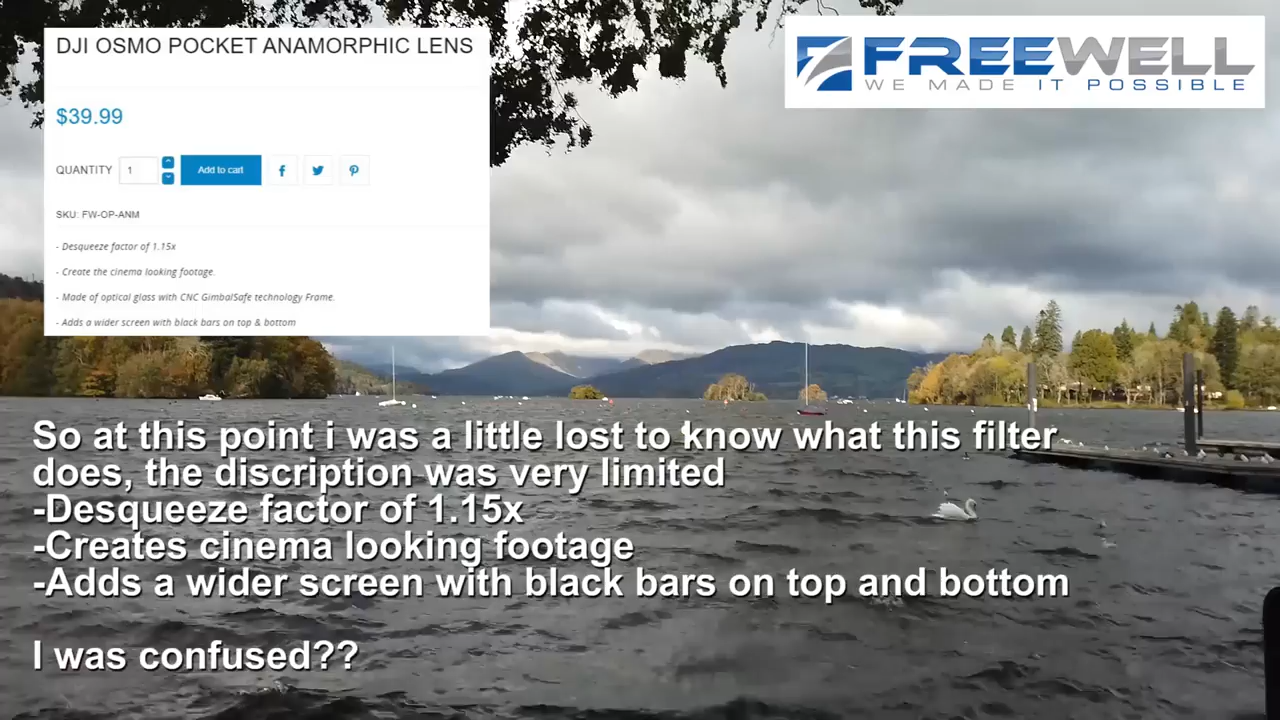 DJI OSMO POCKET ANAMORPHIC LENS
$39.99
QUANTITY 1 Add to cart
SKU: FW-OP-ANM
- Desqueeze factor of 1.15x
- Create the cinema looking footage.
- Made of optical glass with CNC GimbalSafe technology Frame.
- Adds a wider screen with black bars on top & bottom
FREEWELL
WE MADE IT POSSIBLE
So at this point i was a little lost to know what this filter
does, the discription was very limited
-Desqueeze factor of 1.15x
-Creates cinema looking footage
-Adds a wider screen with black bars on top and bottom
I was confused??